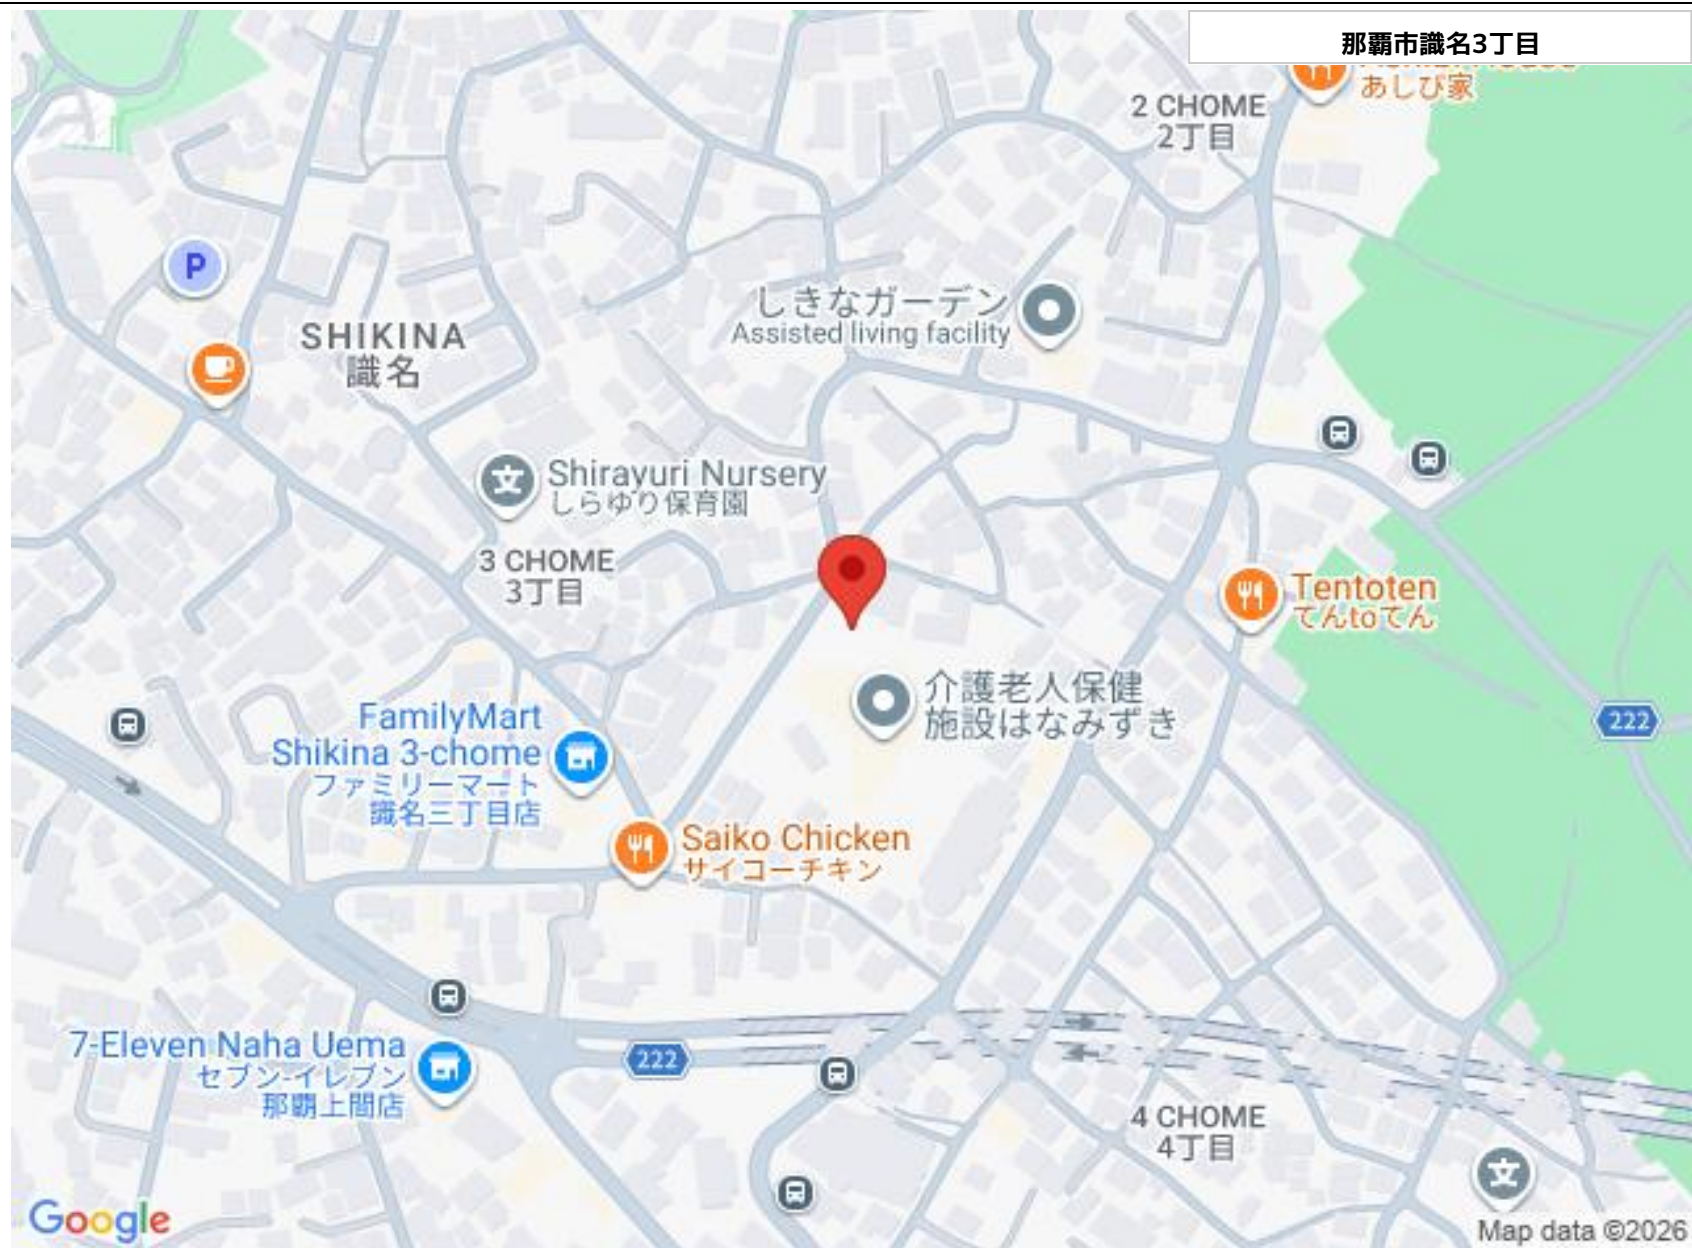 那覇市識名3丁目
あしび家
2 CHOME
2丁目
P
しきなガーデン
Assisted living facility
SHIKINA
識名
Shirayuri Nursery
しらゆり保育園
文
3 CHOME
3丁目
Tentoten
てんtoてん
介護老人保健
施設はなみずき
222
FamilyMart
Shikina 3-chome
ファミリーマート
識名三丁目店
Saiko Chicken
サイコーチキン
7-Eleven Naha Uema
セブン-イレブン
那覇上間店
222
4 CHOME
4丁目
文
Google
Map data ©2026